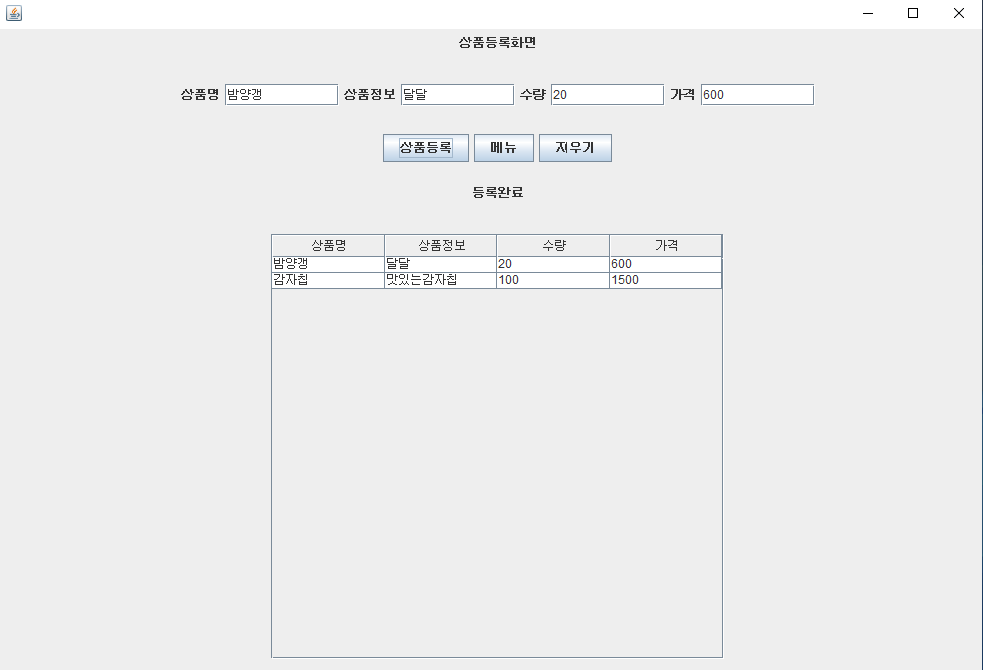 상품등록화면
상품명 밤양갱 상품정보 달달 수량 20 가격 600
상품등록 메뉴 지우기
등록완료
상품명 상품정보 수량 가격
밤양갱 달달 20 600
감자칩 맛있는감자칩 100 1500